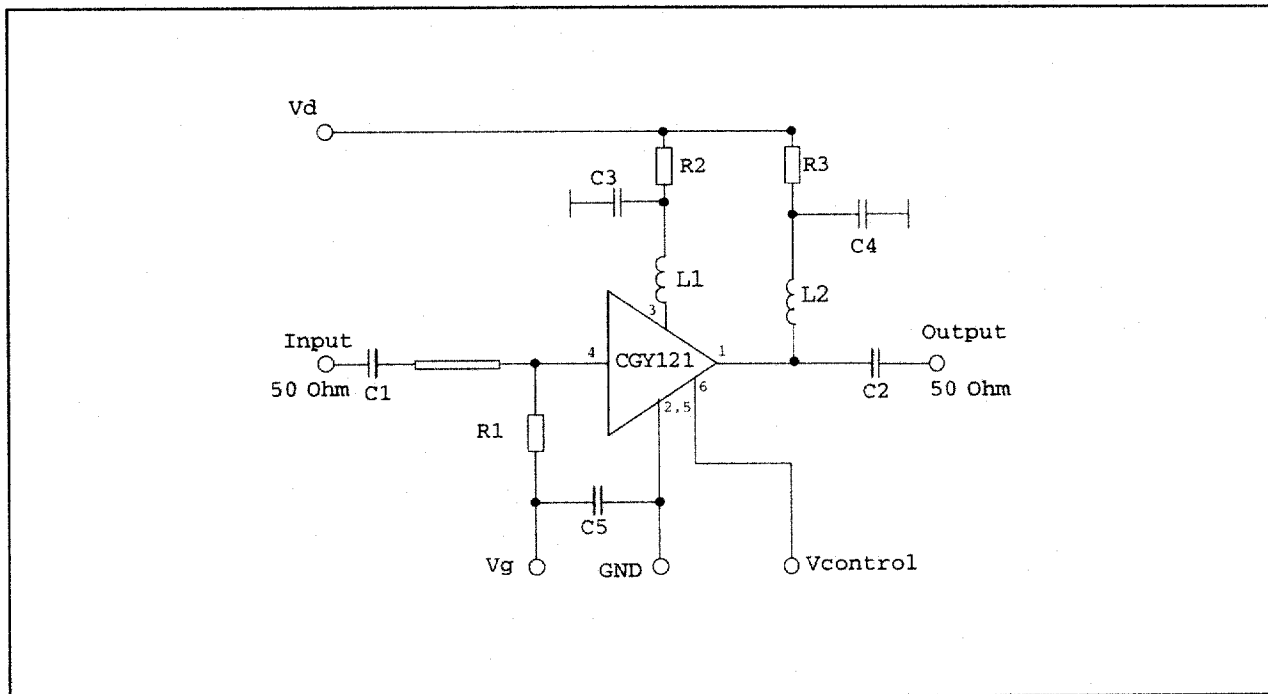 Vd
R2
R3
C3
C4
L1
L2
3
Input
4
CGY121
1
Output
50 Ohm
C1
6
C2
50 Ohm
2,5
R1
C5
Vg
GND
Vcontrol